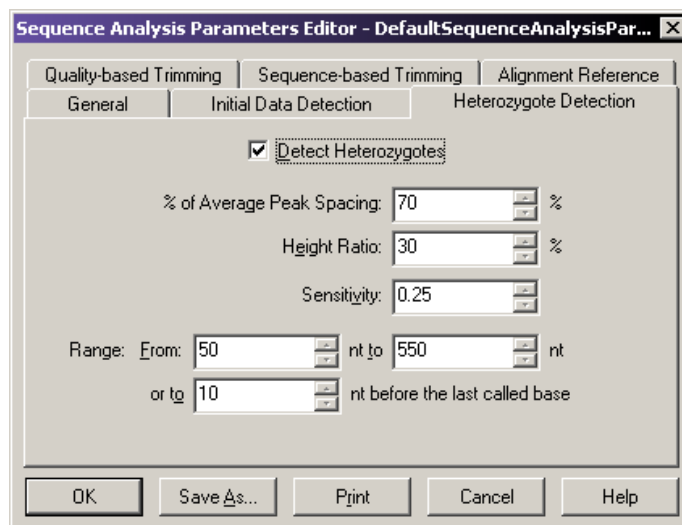 Sequence Analysis Parameters Editor - DefaultSequenceAnalysisPar...
Quality-based Trimming Sequence-based Trimming Alignment Reference
General Initial Data Detection Heterozygote Detection
Detect Heterozygotes
% of Average Peak Spacing: 70 %
Height Ratio: 30 %
Sensitivity: 0.25
Range: From: 50 nt to 550 nt
or to 10 nt before the last called base
OK Save As... Print Cancel Help